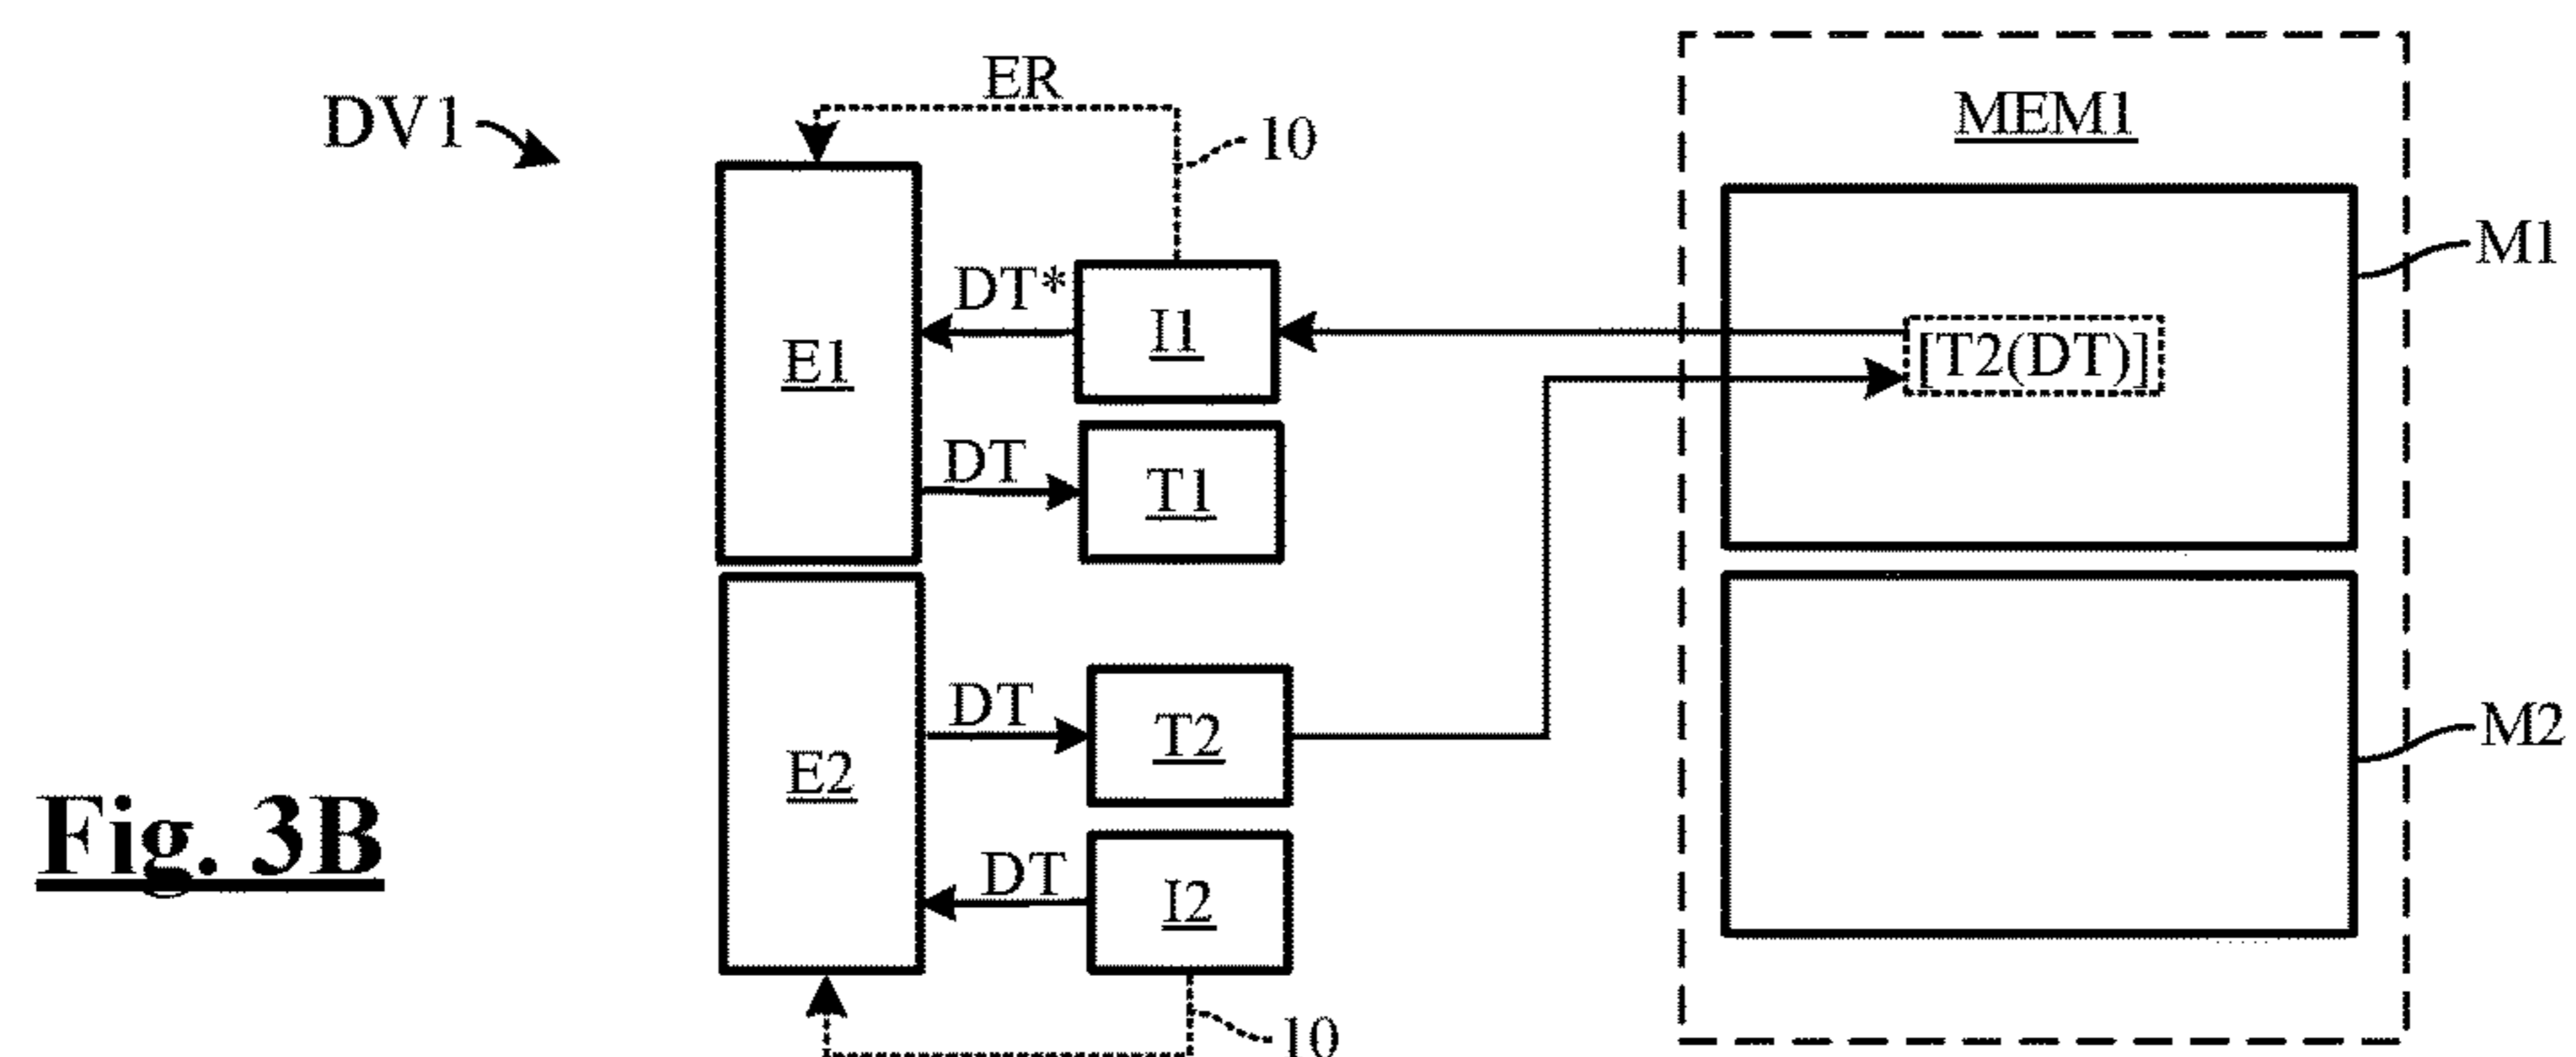 ER
DV1
10
MEM1
M1
DT*
I1
[T2(DT)]
E1
DT
T1
DT
T2
M2
E2
Fig. 3B
DT
I2
10